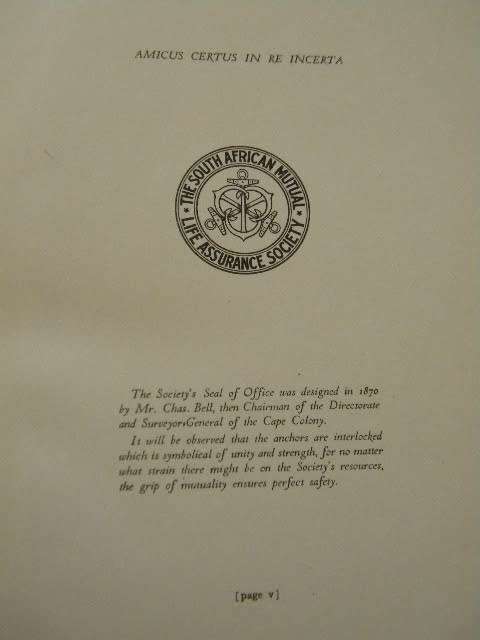 AMICUS CERTUS IN RE INCERTA
★ THE SOUTH AFRICAN MUTUAL ★
LIFE ASSURANCE SOCIETY
The Society's Seal of Office was designed in 1870
by Mr. Chas. Bell, then Chairman of the Directorate
and Surveyor-General of the Cape Colony.
It will be observed that the anchors are interlocked
which is symbolical of unity and strength, for no matter
what strain there might be on the Society's resources,
the grip of mutuality ensures perfect safety.
[page v]